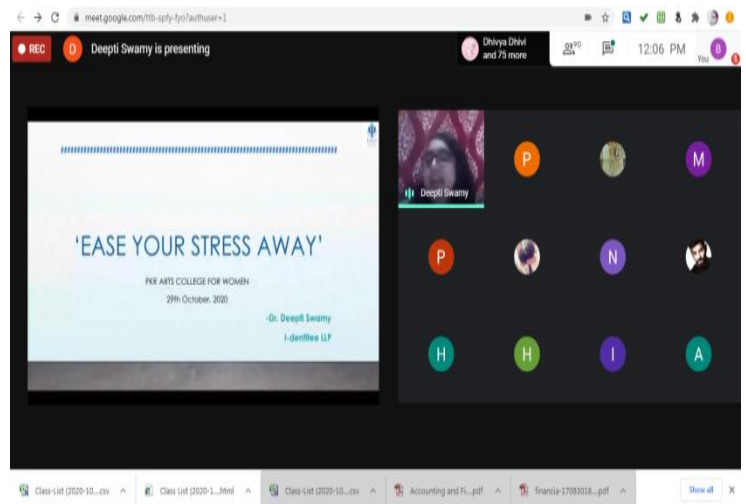 meet.google.com/ttb-spfy-fyo?authuser=1
REC
D
Deepti Swamy is presenting
Dhivya Dhivi
and 75 more
90
12:06 PM
You
B
'EASE YOUR STRESS AWAY'
PKR ARTS COLLEGE FOR WOMEN
29th October, 2020
-Dr. Deepti Swamy
I-dentitee LLP
Deepti Swamy
P
M
P
N
H
H
I
A
Class-List (2020-10....csv
Class List (2020-1....html
Class-List (2020-10....csv
Accounting and Fi....pdf
financia-17083018....pdf
Show all